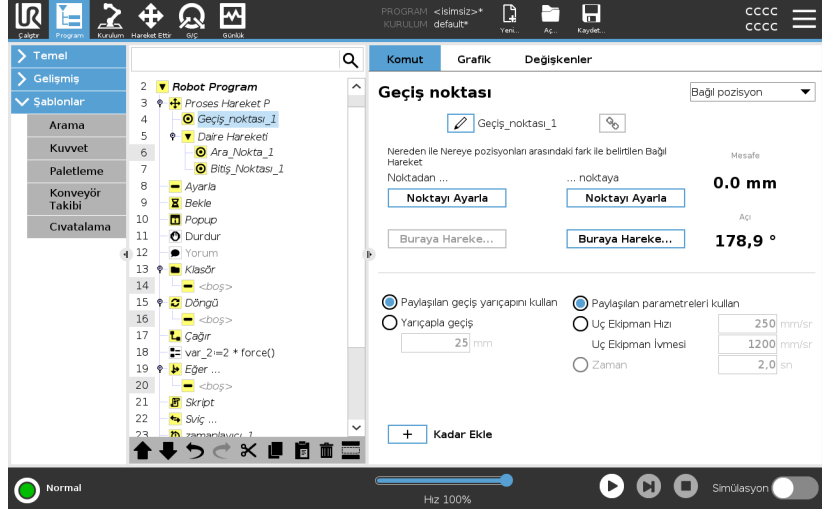 UR
PROGRAM <isimsiz>*
KURULUM default*
CCCC
CCCC
Çalıştır
Program
Kurulum
Hareket Ettir
G/Ç
Günlük
Yeni...
Aç...
Kaydet...
Temel
Gelişmiş
Şablonlar
Arama
Kuvvet
Paletleme
Konveyör
Takibi
Cıvatalama
2 Robot Program
3 Proses Hareket P
4 Geçiş_noktası_1
5 Daire Hareketi
6 Ara_Nokta_1
7 Bitiş_Noktası_1
8 Ayarla
9 Bekle
10 Popup
11 Durdur
12 Yorum
13 Klasör
14 <boş>
15 Döngü
16 <boş>
17 Çağır
18 var_2≔2 * force()
19 Eğer ...
20 <boş>
21 Skript
22 Sviç ...
23 zamanlayıcı_1
Komut
Grafik
Değişkenler
Geçiş noktası
Bağıl pozisyon
Geçiş_noktası_1
Nereden ile Nereye pozisyonları arasındaki fark ile belirtilen Bağıl
Hareket
Noktadan ...
... noktaya
Noktayı Ayarla
Noktayı Ayarla
Buraya Hareke...
Buraya Hareke...
Mesafe
0.0 mm
Açı
178,9 °
Paylaşılan geçiş yarıçapını kullan
Yarıçapla geçiş
25 mm
Paylaşılan parametreleri kullan
Uç Ekipman Hızı 250 mm/sn
Uç Ekipman İvmesi 1200 mm/sn
Zaman 2,0 sn
+ Kadar Ekle
Normal
Hız 100%
Simülasyon